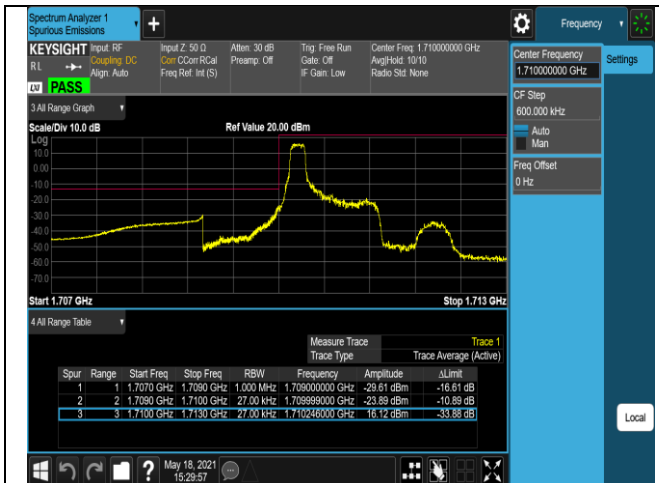 Spectrum Analyzer 1
Spurious Emissions
Frequency
KEYSIGHT
Input: RF
Coupling: DC
Align: Auto
Input Z: 50 Ω
Corr CCorr RCal
Freq Ref: Int (S)
Atten: 30 dB
Preamp: Off
Trig: Free Run
Gate: Off
IF Gain: Low
Center Freq: 1.710000000 GHz
Avg|Hold: 10/10
Radio Std: None
RL
LXI
PASS
Center Frequency
1.710000000 GHz
Settings
CF Step
600.000 kHz
Auto
Man
Freq Offset
0 Hz
3 All Range Graph
Scale/Div 10.0 dB
Ref Value 20.00 dBm
Log
10.0
0.00
-10.0
-20.0
-30.0
-40.0
-50.0
-60.0
-70.0
Start 1.707 GHz
Stop 1.713 GHz
4 All Range Table
Measure Trace Trace 1
Trace Type Trace Average (Active)
Spur Range Start Freq Stop Freq RBW Frequency Amplitude ΔLimit
1 1 1.7070 GHz 1.7090 GHz 1.000 MHz 1.709000000 GHz -29.61 dBm -16.61 dB
2 2 1.7090 GHz 1.7100 GHz 27.00 kHz 1.709999000 GHz -23.89 dBm -10.89 dB
3 3 1.7100 GHz 1.7130 GHz 27.00 kHz 1.710246000 GHz 16.12 dBm -33.88 dB
Local
?
May 18, 2021
15:29:57